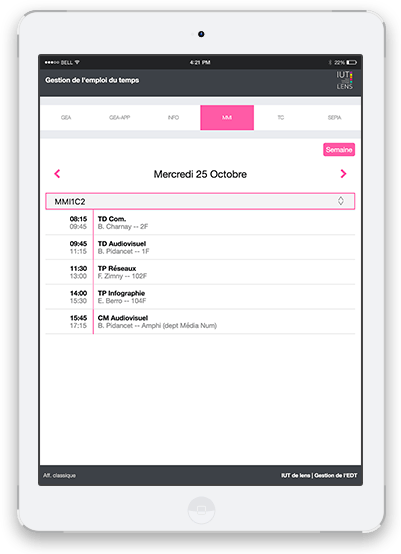 BELL 4:21 PM 22%
Gestion de l'emploi du temps
IUT
LENS
GEA GEA-APP INFO MMI TC SEPIA
Semaine
Mercredi 25 Octobre
MMI1C2
08:15 TD Com.
09:45 B. Charnay -- 2F
09:45 TD Audiovisuel
11:15 B. Pidancet -- 1F
11:30 TP Réseaux
13:00 F. Zimny -- 102F
14:00 TP Infographie
15:30 E. Berro -- 104F
15:45 CM Audiovisuel
17:15 B. Pidancet -- Amphi (dept Média Num)
Aff. classique IUT de lens | Gestion de l'EDT